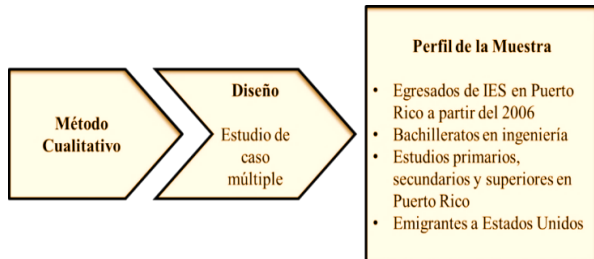 Método
Cualitativo
Diseño
Estudio de
caso
múltiple
Perfil de la Muestra
• Egresados de IES en Puerto
Rico a partir del 2006
• Bachilleratos en ingeniería
• Estudios primarios,
secundarios y superiores en
Puerto Rico
• Emigrantes a Estados Unidos